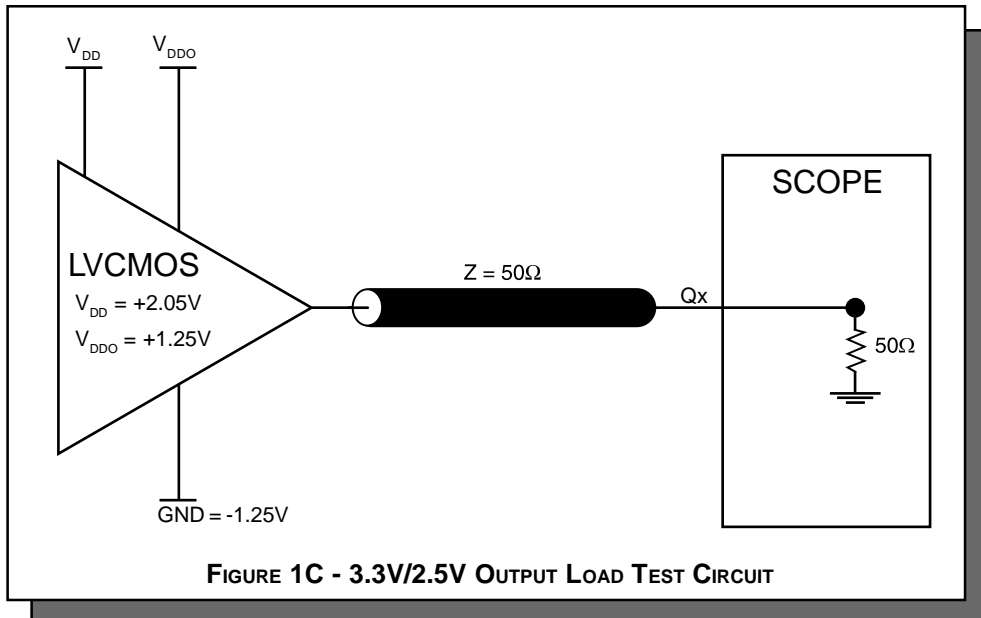 V_DD V_DDO
SCOPE
LVCMOS
Z = 50Ω
V_DD = +2.05V
Qx
V_DDO = +1.25V
50Ω
GND = -1.25V
FIGURE 1C - 3.3V/2.5V OUTPUT LOAD TEST CIRCUIT